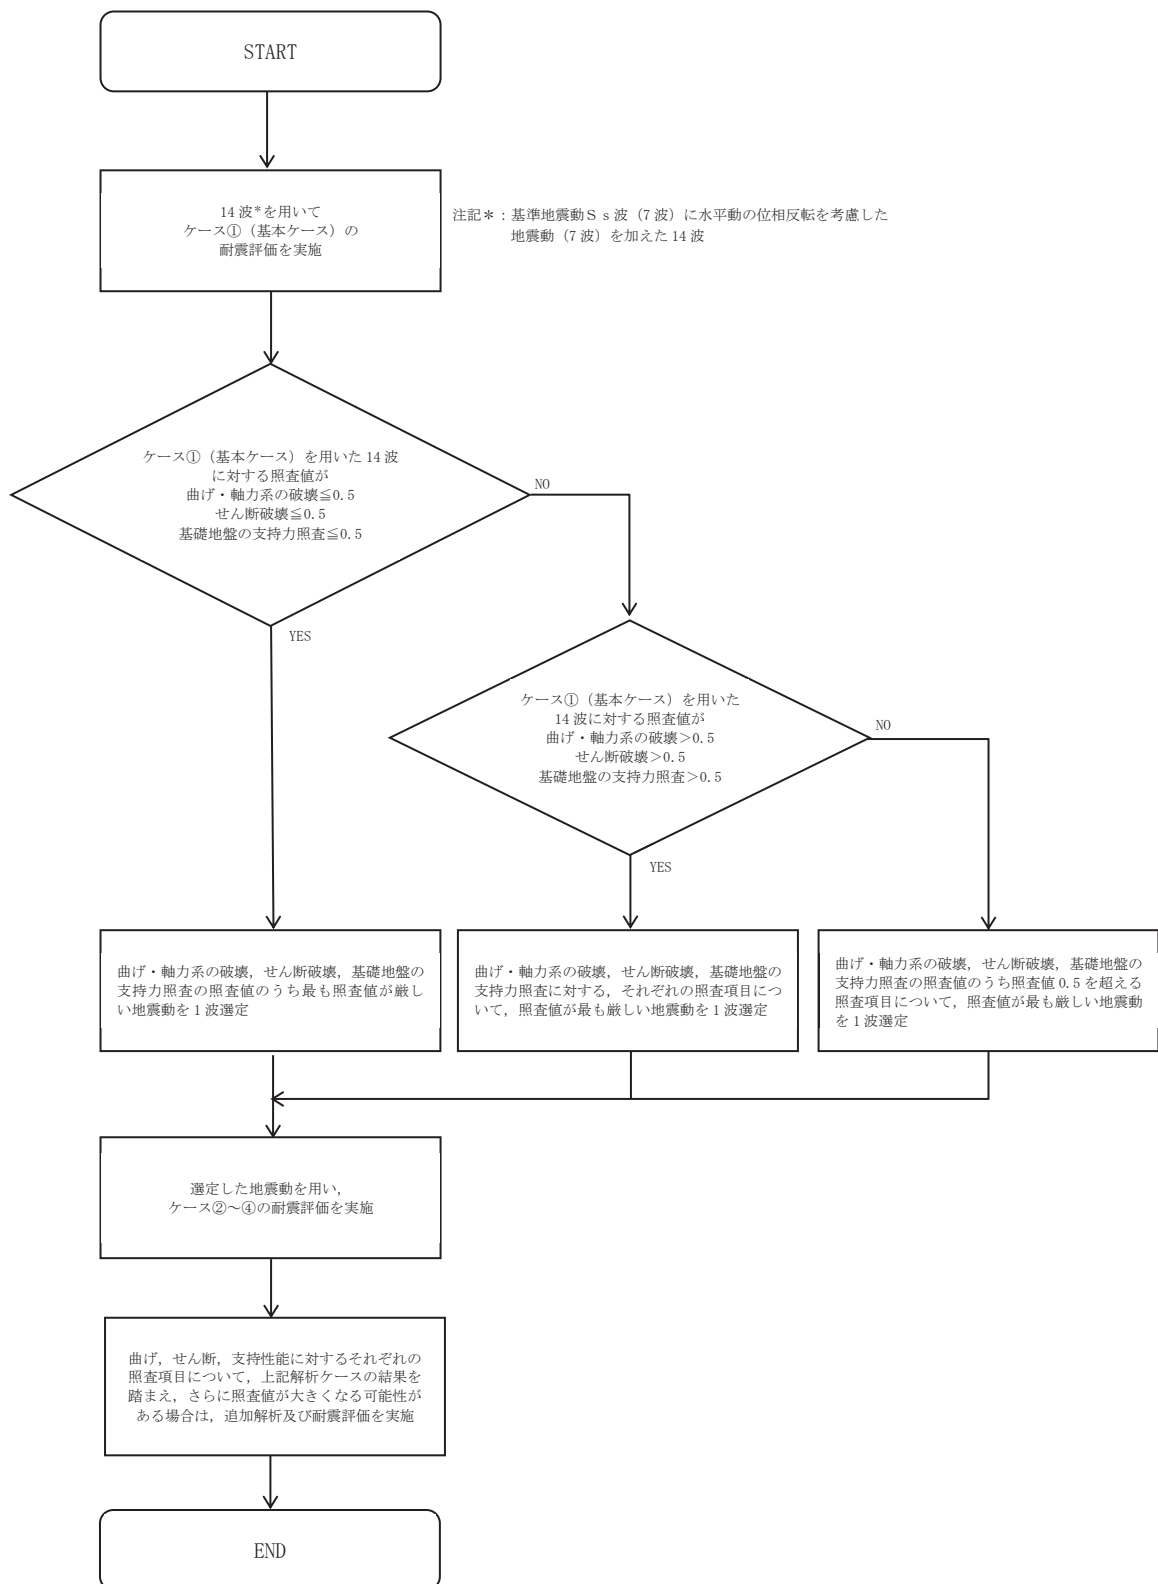 START
14 波*を用いて
ケース①（基本ケース）の
耐震評価を実施
注記＊：基準地震動Ｓｓ波（7 波）に水平動の位相反転を考慮した
地震動（7 波）を加えた 14 波
ケース①（基本ケース）を用いた 14 波
に対する照査値が
曲げ・軸力系の破壊≦0.5
せん断破壊≦0.5
基礎地盤の支持力照査≦0.5
NO
YES
ケース①（基本ケース）を用いた
14 波に対する照査値が
曲げ・軸力系の破壊＞0.5
せん断破壊＞0.5
基礎地盤の支持力照査＞0.5
NO
YES
曲げ・軸力系の破壊，せん断破壊，基礎地盤の
支持力照査の照査値のうち最も照査値が厳し
い地震動を 1 波選定
曲げ・軸力系の破壊，せん断破壊，基礎地盤の
支持力照査に対する，それぞれの照査項目につ
いて，照査値が最も厳しい地震動を 1 波選定
曲げ・軸力系の破壊，せん断破壊，基礎地盤の
支持力照査の照査値のうち照査値 0.5 を超える
照査項目について，照査値が最も厳しい地震動
を 1 波選定
選定した地震動を用い，
ケース②～④の耐震評価を実施
曲げ，せん断，支持性能に対するそれぞれの
照査項目について，上記解析ケースの結果を
踏まえ，さらに照査値が大きくなる可能性が
ある場合は，追加解析及び耐震評価を実施
END